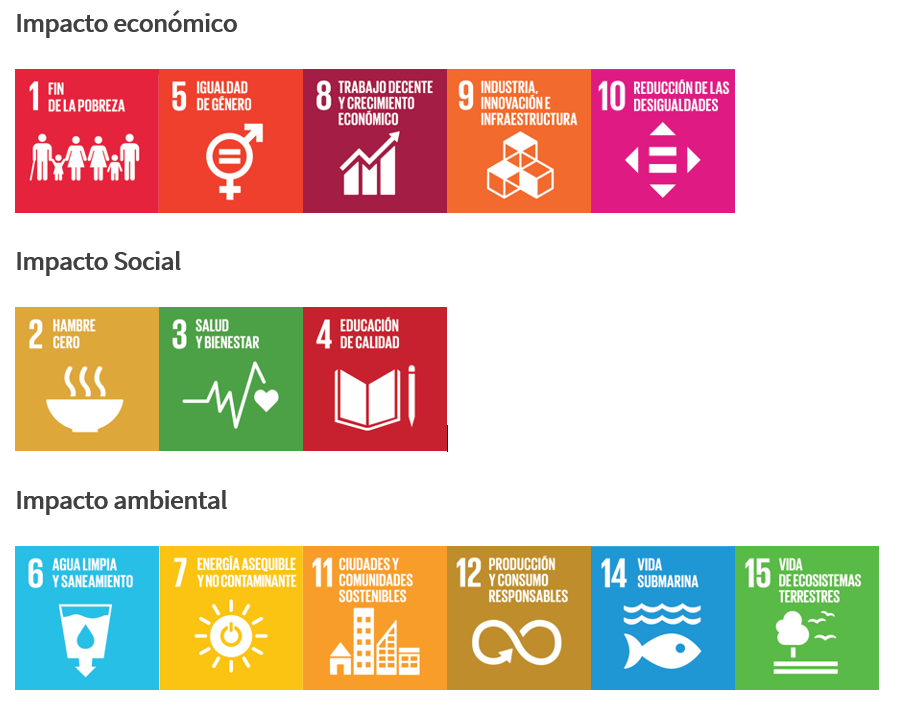 Impacto económico
1 FIN
DE LA POBREZA
5 IGUALDAD
DE GÉNERO
8 TRABAJO DECENTE
Y CRECIMIENTO
ECONÓMICO
9 INDUSTRIA,
INNOVACIÓN E
INFRAESTRUCTURA
10 REDUCCIÓN DE LAS
DESIGUALDADES
Impacto Social
2 HAMBRE
CERO
3 SALUD
Y BIENESTAR
4 EDUCACIÓN
DE CALIDAD
Impacto ambiental
6 AGUA LIMPIA
Y SANEAMIENTO
7 ENERGÍA ASEQUIBLE
Y NO CONTAMINANTE
11 CIUDADES Y
COMUNIDADES
SOSTENIBLES
12 PRODUCCIÓN
Y CONSUMO
RESPONSABLES
14 VIDA
SUBMARINA
15 VIDA
DE ECOSISTEMAS
TERRESTRES